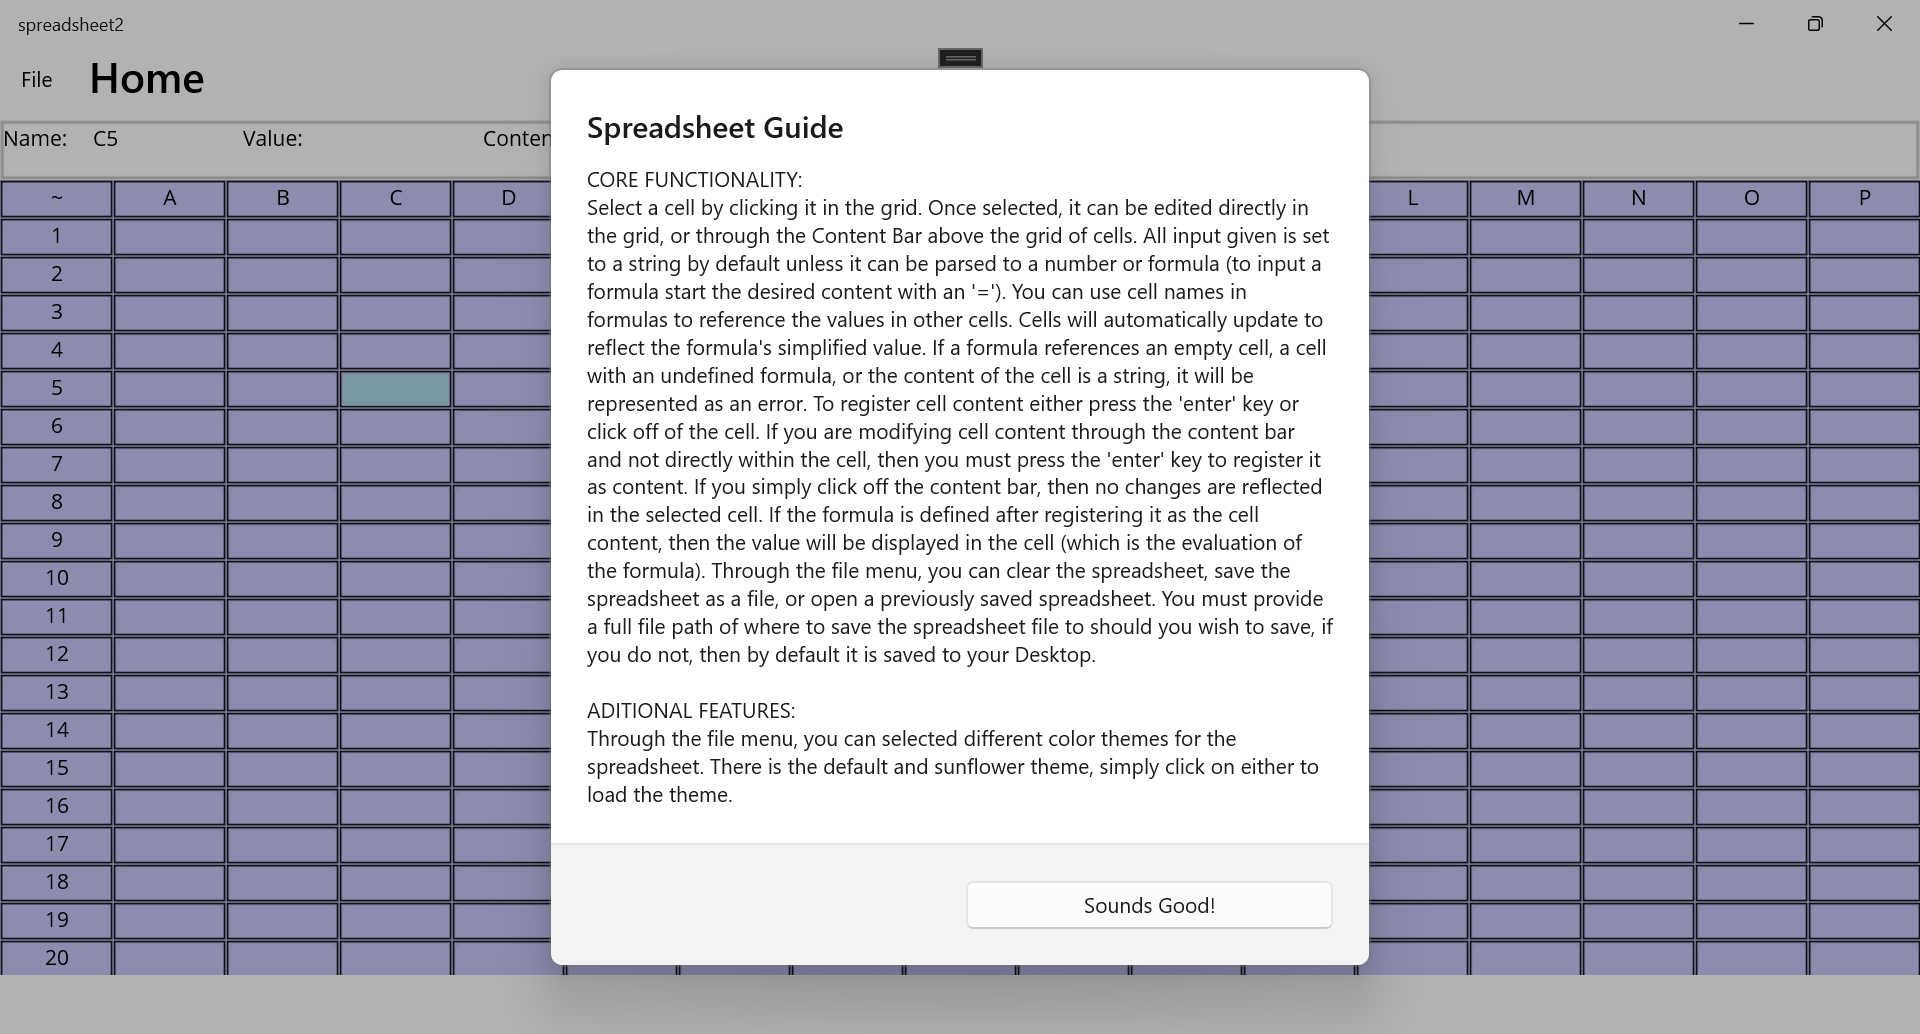 spreadsheet2
File Home
Name: C5 Value: Conten
Spreadsheet Guide
CORE FUNCTIONALITY:
Select a cell by clicking it in the grid. Once selected, it can be edited directly in
the grid, or through the Content Bar above the grid of cells. All input given is set
to a string by default unless it can be parsed to a number or formula (to input a
formula start the desired content with an '='). You can use cell names in
formulas to reference the values in other cells. Cells will automatically update to
reflect the formula's simplified value. If a formula references an empty cell, a cell
with an undefined formula, or the content of the cell is a string, it will be
represented as an error. To register cell content either press the 'enter' key or
click off of the cell. If you are modifying cell content through the content bar
and not directly within the cell, then you must press the 'enter' key to register it
as content. If you simply click off the content bar, then no changes are reflected
in the selected cell. If the formula is defined after registering it as the cell
content, then the value will be displayed in the cell (which is the evaluation of
the formula). Through the file menu, you can clear the spreadsheet, save the
spreadsheet as a file, or open a previously saved spreadsheet. You must provide
a full file path of where to save the spreadsheet file to should you wish to save, if
you do not, then by default it is saved to your Desktop.
ADITIONAL FEATURES:
Through the file menu, you can selected different color themes for the
spreadsheet. There is the default and sunflower theme, simply click on either to
load the theme.
Sounds Good!
~ A B C D L M N O P
1
2
3
4
5
6
7
8
9
10
11
12
13
14
15
16
17
18
19
20